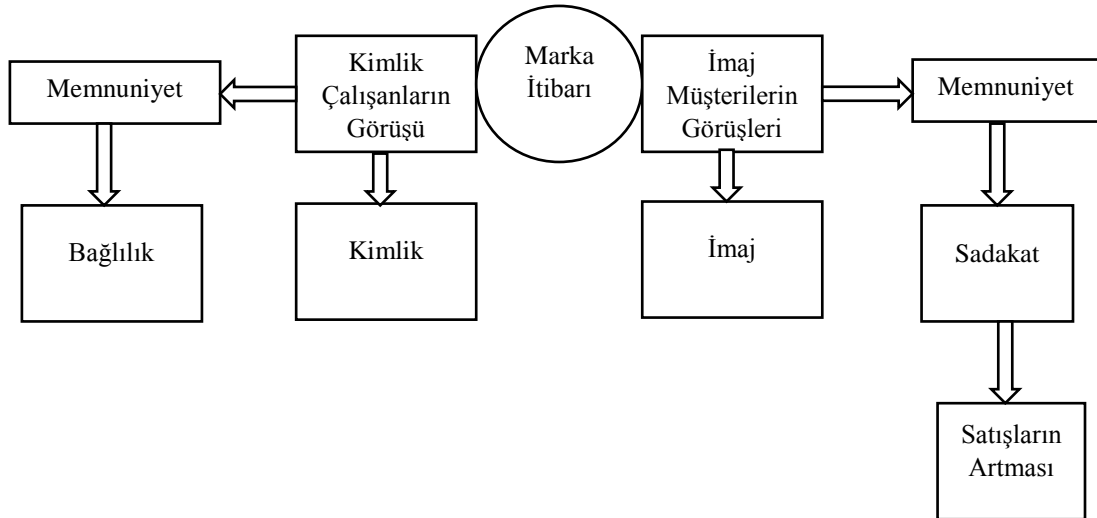 Memnuniyet
Kimlik
Çalışanların
Görüşü
Marka
İtibarı
İmaj
Müşterilerin
Görüşleri
Memnuniyet
Bağlılık
Kimlik
İmaj
Sadakat
Satışların
Artması